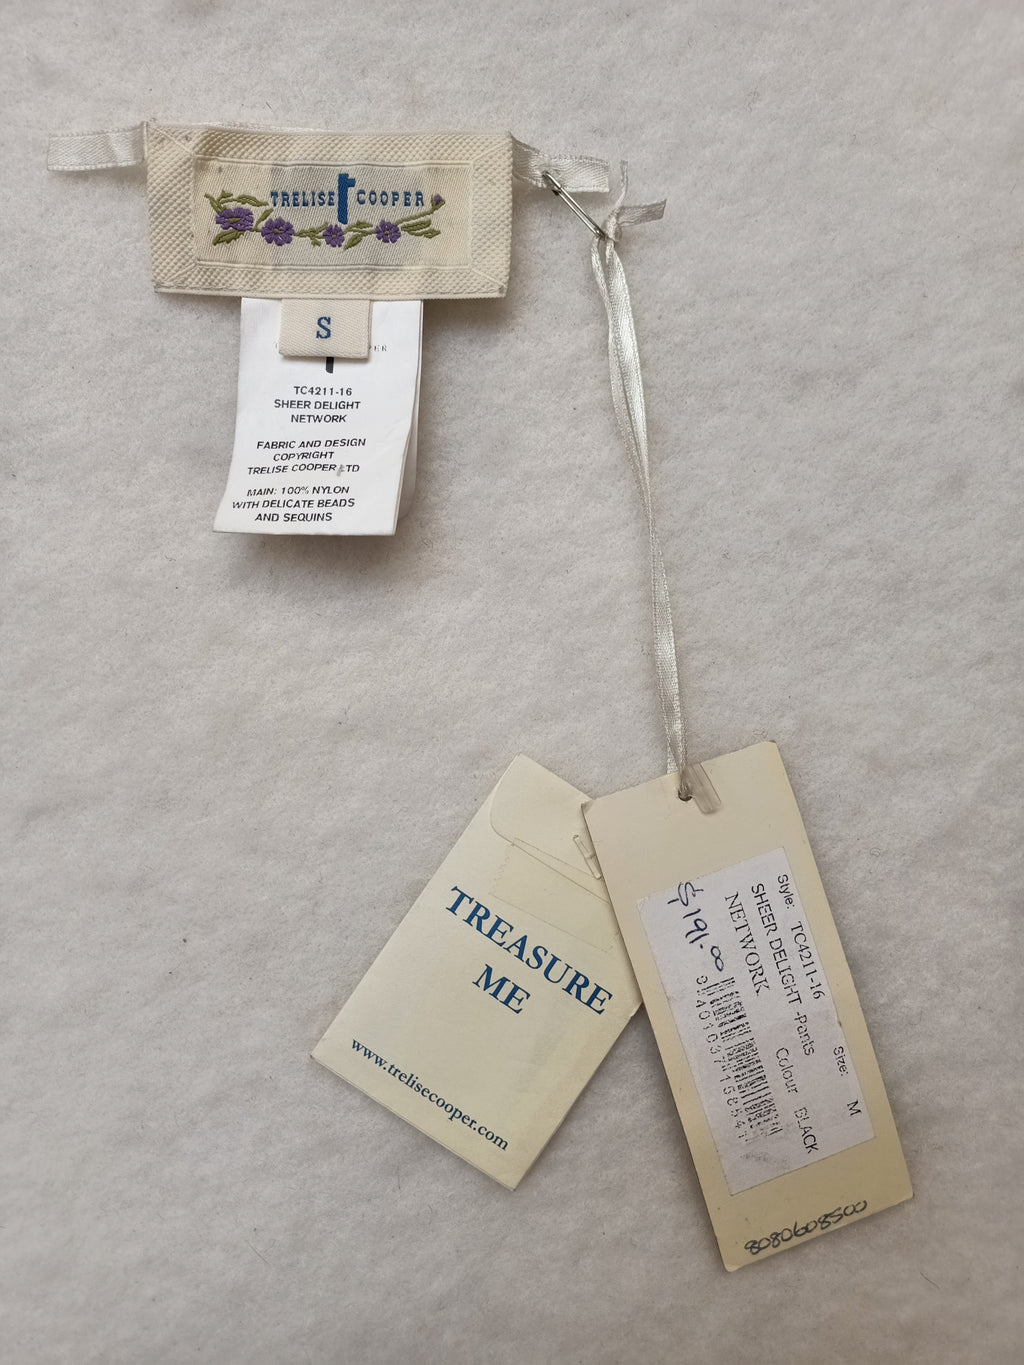 TRELISE COOPER
S
ER
TC4211-16
SHEER DELIGHT
NETWORK
FABRIC AND DESIGN
COPYRIGHT
TRELISE COOPER LTD
MAIN: 100% NYLON
WITH DELICATE BEADS
AND SEQUINS
TREASURE
ME
www.trelisecooper.com
Style: TC4211-16 Size: M
SHEER DELIGHT -Pants
NETWORK Colour BLACK
$191.00
8080608500